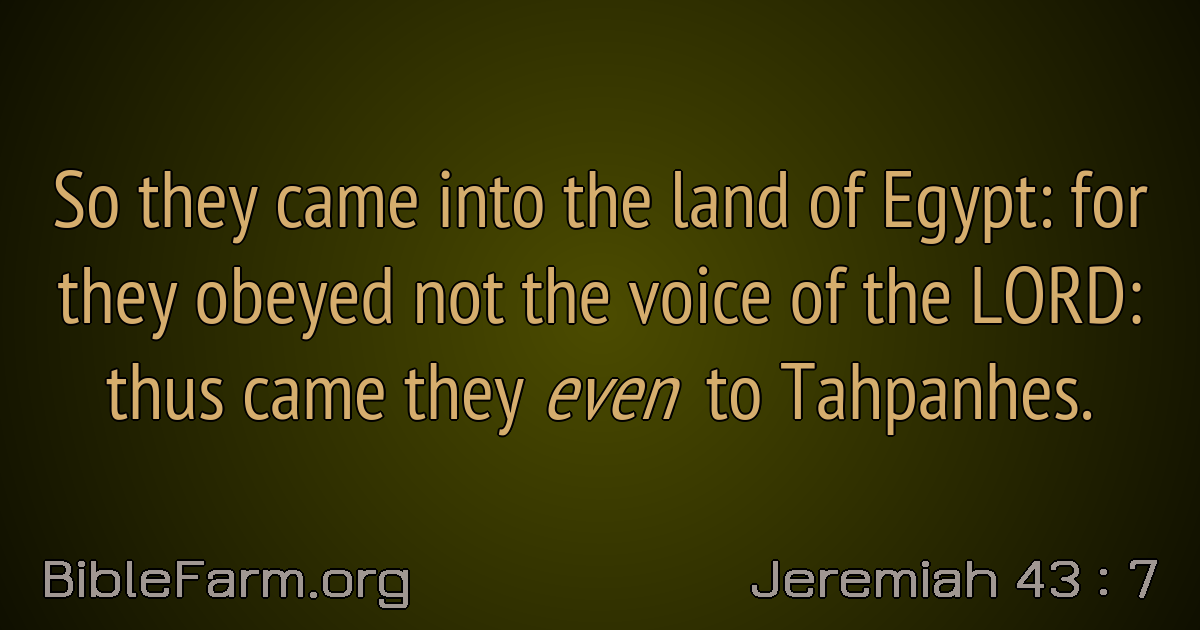 So they came into the land of Egypt: for
they obeyed not the voice of the LORD:
thus came they even to Tahpanhes.
BibleFarm.org
Jeremiah 43 : 7